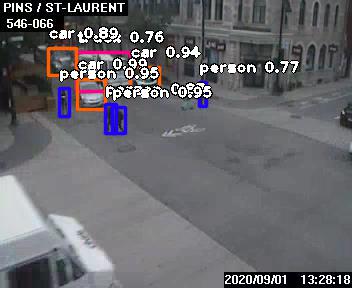 PINS / ST-LAURENT
546-066
car 0.89
0.76
car 0.94
car 0.99
person 0.95
person 0.77
person 0.95
2020/09/01 13:28:18